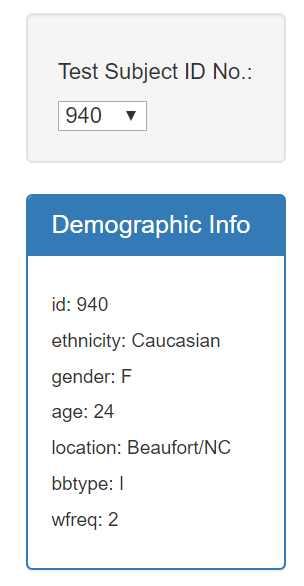 Test Subject ID No.:
940
Demographic Info
id: 940
ethnicity: Caucasian
gender: F
age: 24
location: Beaufort/NC
bbtype: I
wfreq: 2